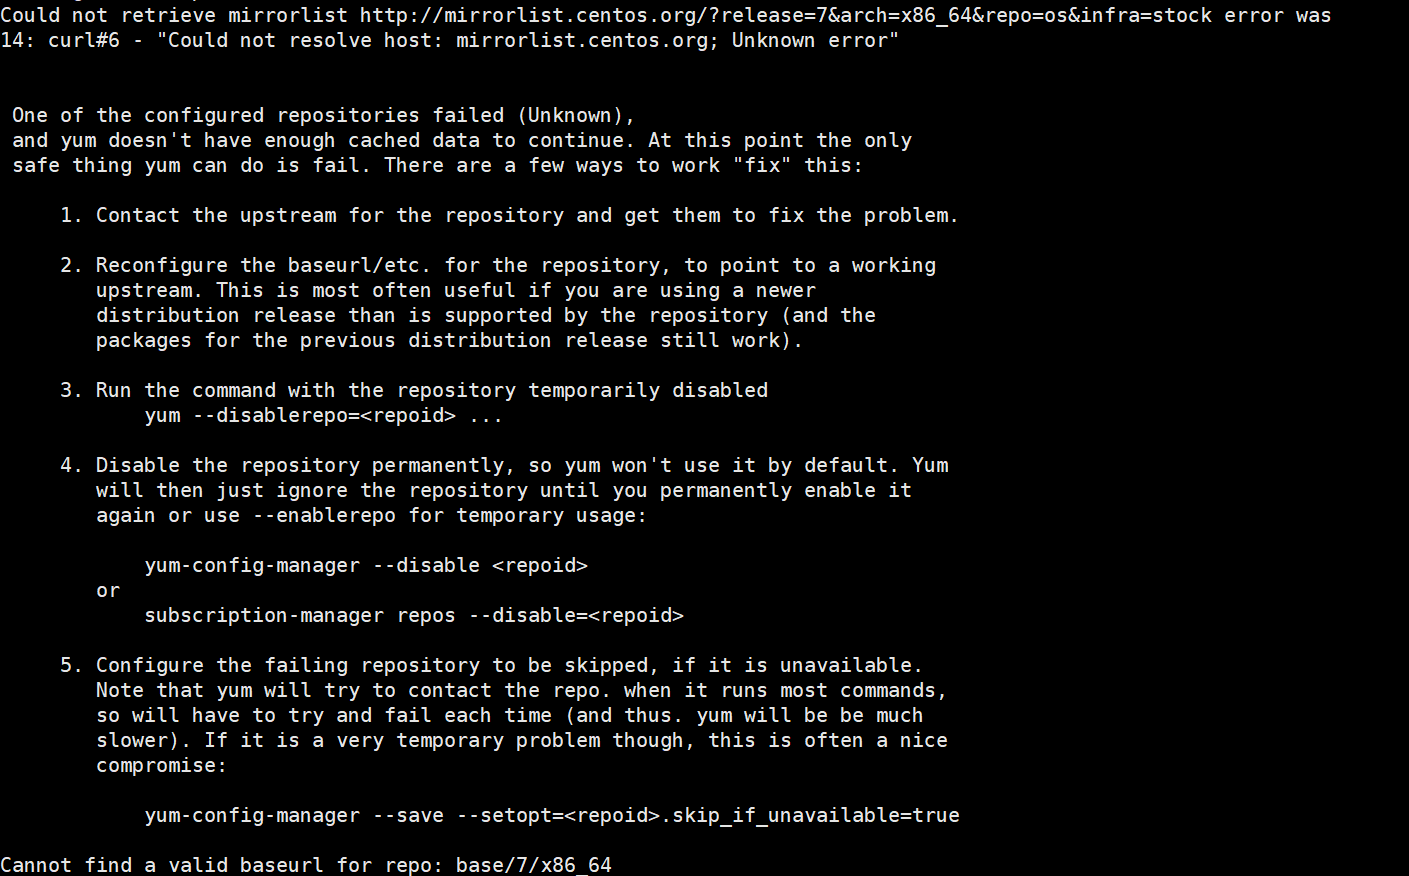 Could not retrieve mirrorlist http://mirrorlist.centos.org/?release=7&arch=x86_64&repo=os&infra=stock error was
14: curl#6 - "Could not resolve host: mirrorlist.centos.org; Unknown error"
One of the configured repositories failed (Unknown),
and yum doesn't have enough cached data to continue. At this point the only
safe thing yum can do is fail. There are a few ways to work "fix" this:
1. Contact the upstream for the repository and get them to fix the problem.
2. Reconfigure the baseurl/etc. for the repository, to point to a working
upstream. This is most often useful if you are using a newer
distribution release than is supported by the repository (and the
packages for the previous distribution release still work).
3. Run the command with the repository temporarily disabled
yum --disablerepo=<repoid> ...
4. Disable the repository permanently, so yum won't use it by default. Yum
will then just ignore the repository until you permanently enable it
again or use --enablerepo for temporary usage:
yum-config-manager --disable <repoid>
or
subscription-manager repos --disable=<repoid>
5. Configure the failing repository to be skipped, if it is unavailable.
Note that yum will try to contact the repo. when it runs most commands,
so will have to try and fail each time (and thus. yum will be be much
slower). If it is a very temporary problem though, this is often a nice
compromise:
yum-config-manager --save --setopt=<repoid>.skip_if_unavailable=true
Cannot find a valid baseurl for repo: base/7/x86_64